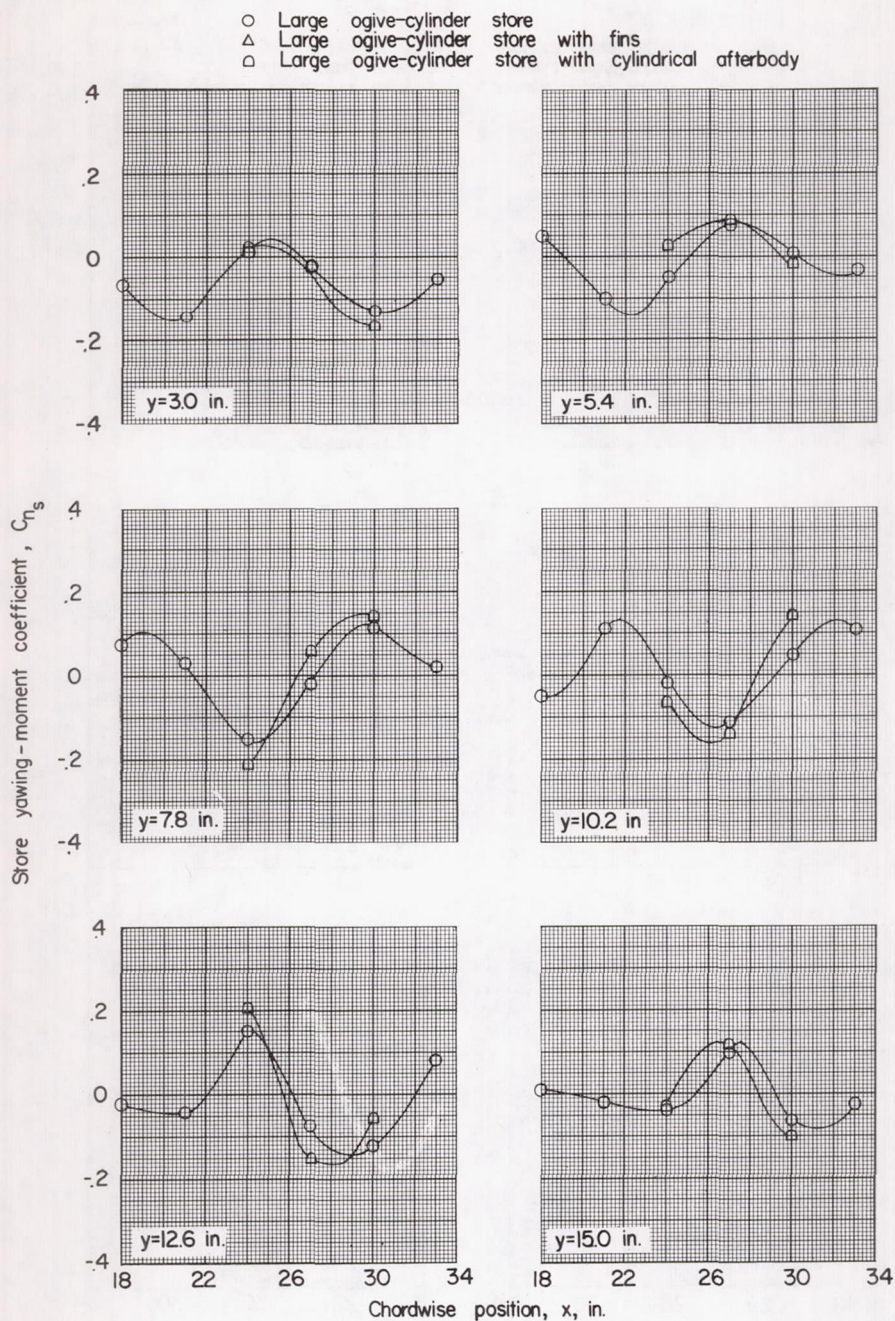 Large ogive-cylinder store
Large ogive-cylinder store with fins
Large ogive-cylinder store with cylindrical afterbody
.4
.2
0
-.2
-.4
y=3.0 in.
y=5.4 in.
Store yawing-moment coefficient, Cns
.4
.2
0
-.2
-.4
y=7.8 in.
y=10.2 in
.4
.2
0
-.2
-.4
y=12.6 in.
y=15.0 in.
18 22 26 30 34 18 22 26 30 34
Chordwise position, x, in.